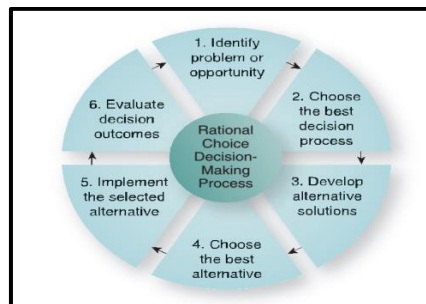 1. Identify
problem or
opportunity
2. Choose
the best
decision
process
3. Develop
alternative
solutions
4. Choose
the best
alternative
5. Implement
the selected
alternative
6. Evaluate
decision
outcomes
Rational
Choice
Decision-
Making
Process